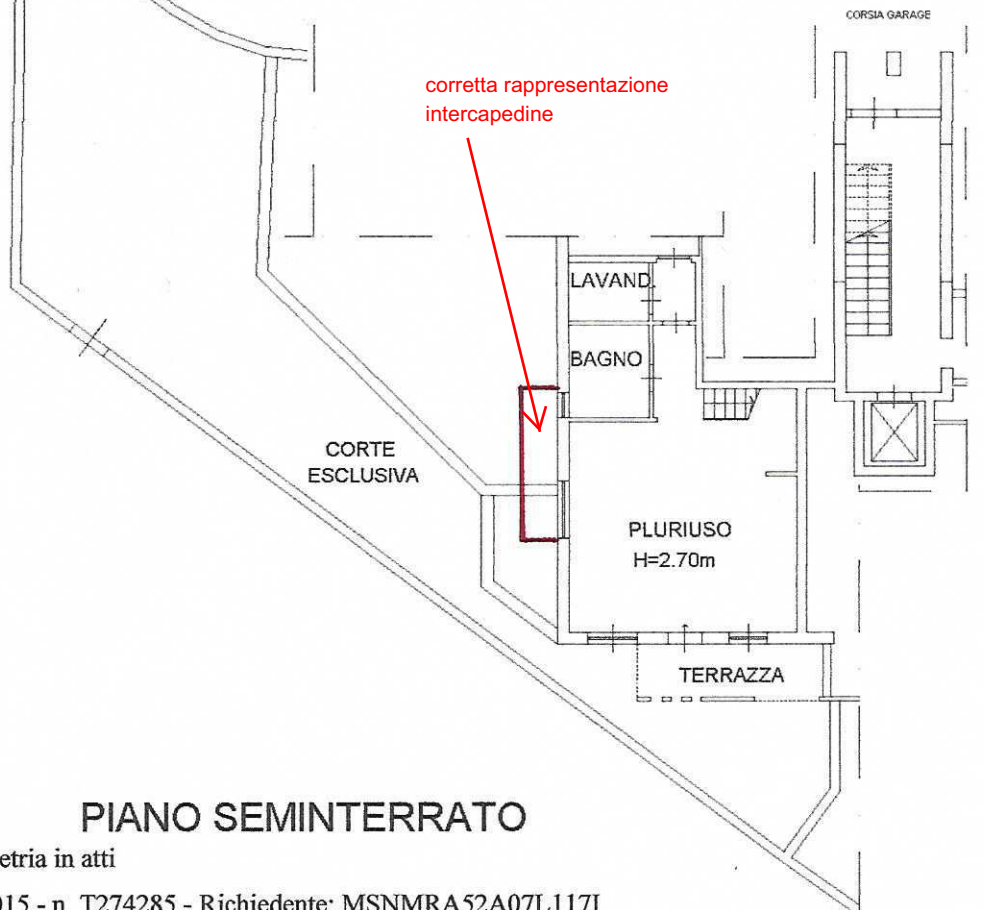 CORSIA GARAGE
corretta rappresentazione
intercapedine
LAVAND.
BAGNO
CORTE
ESCLUSIVA
PLURIUSO
H=2.70m
TERRAZZA
PIANO SEMINTERRATO
etria in atti
015 - n. T274285 - Richiedente: MSNMRA52A07L117I